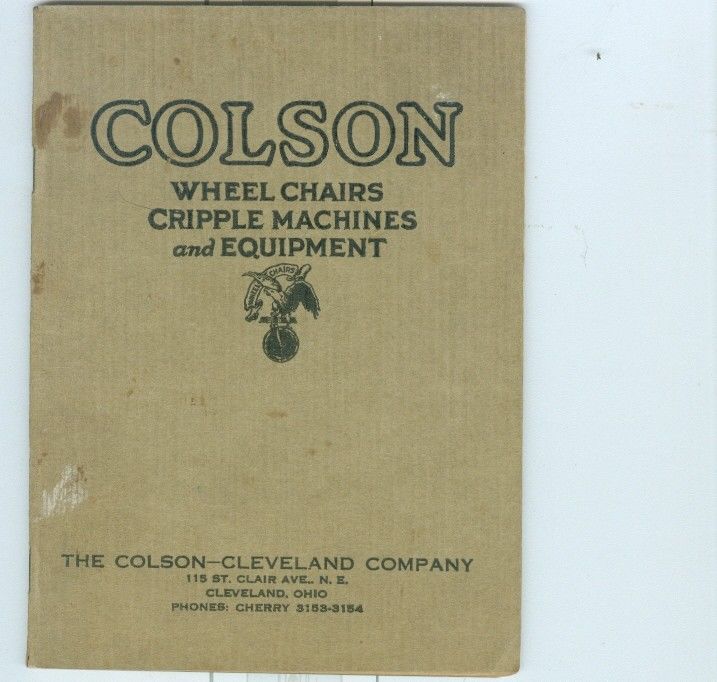 COLSON
WHEEL CHAIRS
CRIPPLE MACHINES
and EQUIPMENT
WHEEL CHAIRS
THE COLSON–CLEVELAND COMPANY
115 ST. CLAIR AVE., N. E.
CLEVELAND, OHIO
PHONES: CHERRY 3153-3154